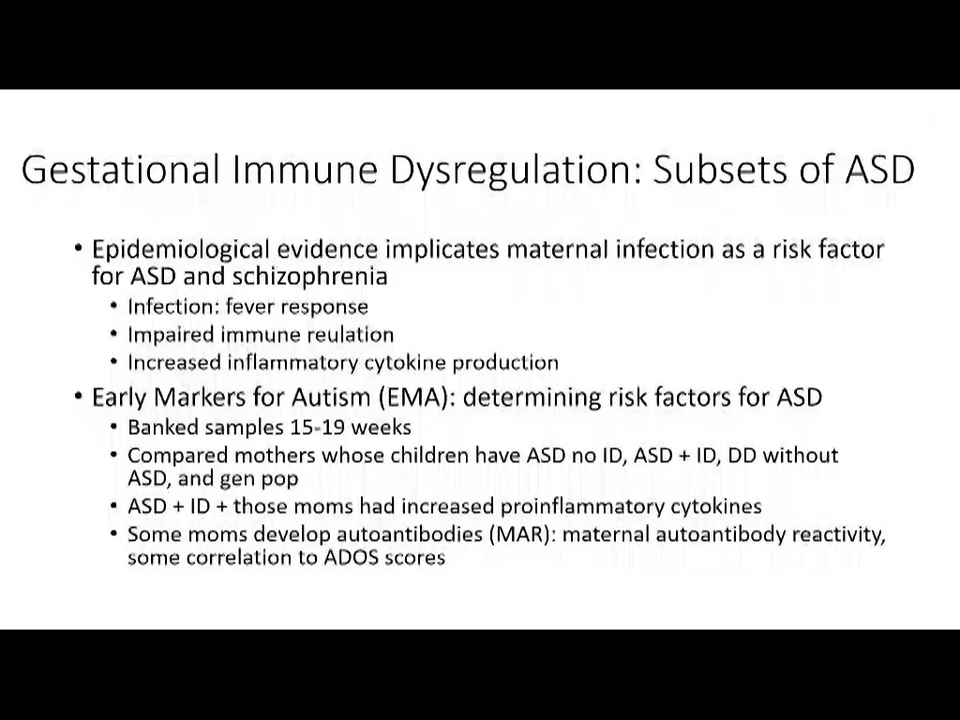 Gestational Immune Dysregulation: Subsets of ASD
• Epidemiological evidence implicates maternal infection as a risk factor
for ASD and schizophrenia
• Infection: fever response
• Impaired immune reulation
• Increased inflammatory cytokine production
• Early Markers for Autism (EMA): determining risk factors for ASD
• Banked samples 15-19 weeks
• Compared mothers whose children have ASD no ID, ASD + ID, DD without
ASD, and gen pop
• ASD + ID + those moms had increased proinflammatory cytokines
• Some moms develop autoantibodies (MAR): maternal autoantibody reactivity,
some correlation to ADOS scores